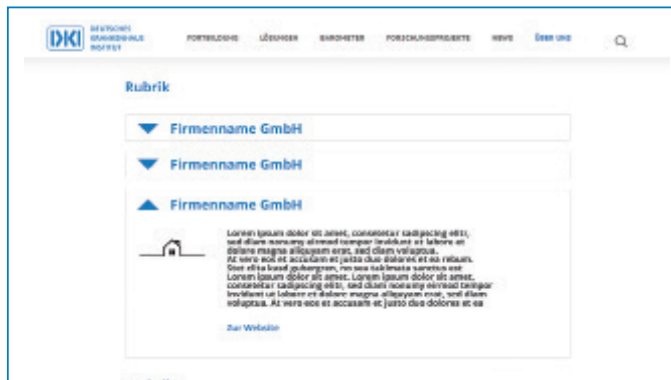 DKI DEUTSCHES
KRANKENHAUS
INSTITUT
FORTBILDUNG LÖSUNGEN BAROMETER FORSCHUNGSPROJEKTE NEWS ÜBER UNS
Rubrik
Firmenname GmbH
Firmenname GmbH
Firmenname GmbH
Lorem ipsum dolor sit amet, consetetur sadipscing elitr,
sed diam nonumy eirmod tempor invidunt ut labore et
dolore magna aliquyam erat, sed diam voluptua.
At vero eos et accusam et justo duo dolores et ea rebum.
Stet clita kasd gubergren, no sea takimata sanctus est
Lorem ipsum dolor sit amet. Lorem ipsum dolor sit amet,
consetetur sadipscing elitr, sed diam nonumy eirmod tempor
invidunt ut labore et dolore magna aliquyam erat, sed diam
voluptua. At vero eos et accusam et justo duo dolores et ea
Zur Website